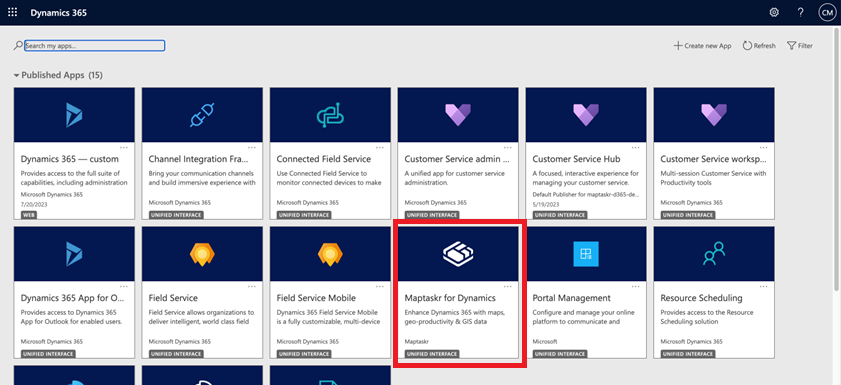 Dynamics 365
CM
Search my apps...
Create new App
Refresh
Filter
Published Apps (15)
Dynamics 365 — custom
Provides access to the full suite of
capabilities, including administration
Microsoft Dynamics 365
7/20/2023
WEB
Channel Integration Fra...
Bring your communication channels
and build immersive experience with
Microsoft Dynamics 365
UNIFIED INTERFACE
Connected Field Service
Use Connected Field Service to
monitor connected devices to make
Microsoft Dynamics 365
UNIFIED INTERFACE
Customer Service admin ...
A unified app for customer service
administration.
Microsoft Dynamics 365
UNIFIED INTERFACE
Customer Service Hub
A focused, interactive experience for
managing your customer service.
Default Publisher for maptaskr-d365-de...
5/19/2023
UNIFIED INTERFACE
Customer Service worksp...
Multi-session Customer Service with
Productivity tools
Microsoft Dynamics 365
UNIFIED INTERFACE
Dynamics 365 App for O...
Provides access to Dynamics 365
App for Outlook for enabled users.
Microsoft Dynamics 365
UNIFIED INTERFACE
Field Service
Field Service allows organizations to
deliver intelligent, world class field
Microsoft Dynamics 365
UNIFIED INTERFACE
Field Service Mobile
Dynamics 365 Field Service Mobile
is a fully customizable, multi-device
Microsoft Dynamics 365
UNIFIED INTERFACE
Maptaskr for Dynamics
Enhance Dynamics 365 with maps,
geo-productivity & GIS data
Maptaskr
UNIFIED INTERFACE
Portal Management
Configure and manage your online
platform to communicate and
Microsoft
UNIFIED INTERFACE
Resource Scheduling
Provides access to the Resource
Scheduling solution
Microsoft Dynamics 365
UNIFIED INTERFACE